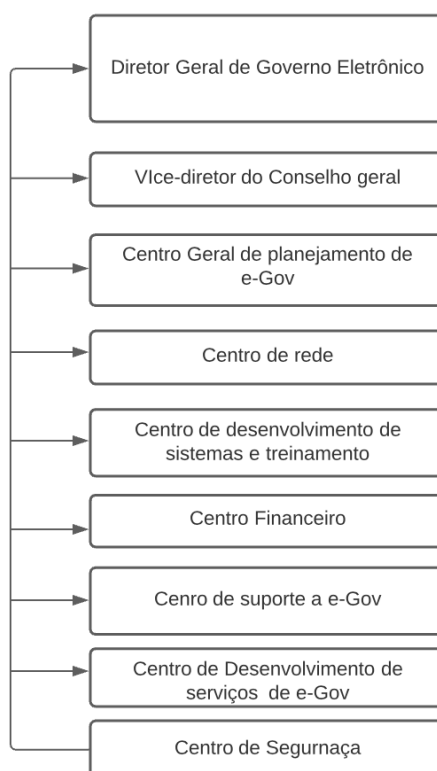 Diretor Geral de Governo Eletrônico
VIce-diretor do Conselho geral
Centro Geral de planejamento de
e-Gov
Centro de rede
Centro de desenvolvimento de
sistemas e treinamento
Centro Financeiro
Cenro de suporte a e-Gov
Centro de Desenvolvimento de
serviços de e-Gov
Centro de Segurnaça